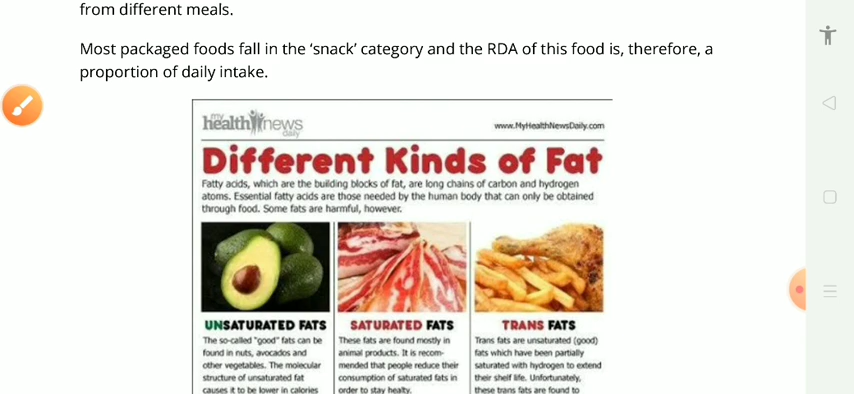 from different meals.
Most packaged foods fall in the ‘snack’ category and the RDA of this food is, therefore, a
proportion of daily intake.
my
healthnews
daily
www.MyHealthNewsDaily.com
Different Kinds of Fat
Fatty acids, which are the building blocks of fat, are long chains of carbon and hydrogen
atoms. Essential fatty acids are those needed by the human body that can only be obtained
through food. Some fats are harmful, however.
UNSATURATED FATS
The so-called "good" fats can be
found in nuts, avocados and
other vegetables. The molecular
structure of unsaturated fat
causes it to be lower in calories
SATURATED FATS
These fats are found mostly in
animal products. It is recom-
mended that people reduce their
consumption of saturated fats in
order to stay healty.
TRANS FATS
Trans fats are unsaturated (good)
fats which have been partially
saturated with hydrogen to extend
their shelf life. Unfortunately,
these trans fats are found to